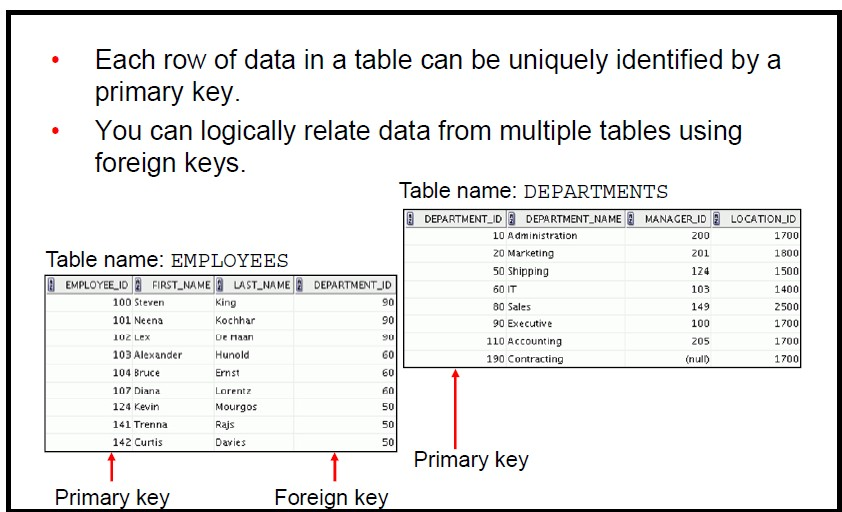 • Each row of data in a table can be uniquely identified by a
primary key.
• You can logically relate data from multiple tables using
foreign keys.
Table name: DEPARTMENTS
DEPARTMENT_ID DEPARTMENT_NAME MANAGER_ID LOCATION_ID
10 Administration 200 1700
20 Marketing 201 1800
50 Shipping 124 1500
60 IT 103 1400
80 Sales 149 2500
90 Executive 100 1700
110 Accounting 205 1700
190 Contracting (null) 1700
Primary key
Table name: EMPLOYEES
EMPLOYEE_ID FIRST_NAME LAST_NAME DEPARTMENT_ID
100 Steven King 90
101 Neena Kochhar 90
102 Lex De Haan 90
103 Alexander Hunold 60
104 Bruce Ernst 60
107 Diana Lorentz 60
124 Kevin Mourgos 50
141 Trenna Rajs 50
142 Curtis Davies 50
Primary key
Foreign key